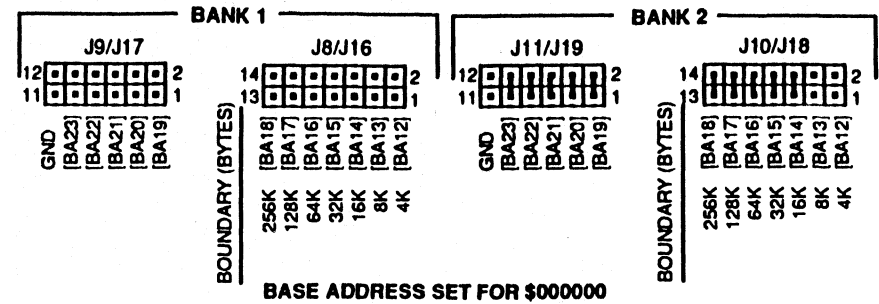 BANK 1 BANK 2
J9/J17 J8/J16 J11/J19 J10/J18
12 2 14 2 12 2 14 2
11 1 13 1 11 1 13 1
GND [BA23] [BA22] [BA21] [BA20] [BA19]
BOUNDARY (BYTES)
[BA18] [BA17] [BA16] [BA15] [BA14] [BA13] [BA12]
256K 128K 64K 32K 16K 8K 4K
GND [BA23] [BA22] [BA21] [BA20] [BA19]
BOUNDARY (BYTES)
[BA18] [BA17] [BA16] [BA15] [BA14] [BA13] [BA12]
256K 128K 64K 32K 16K 8K 4K
BASE ADDRESS SET FOR $000000